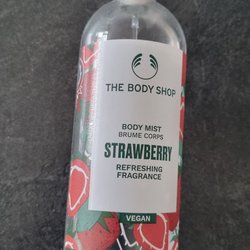 THE BODY SHOP
BODY MIST
BRUME CORPS
STRAWBERRY
REFRESHING
FRAGRANCE
VEGAN